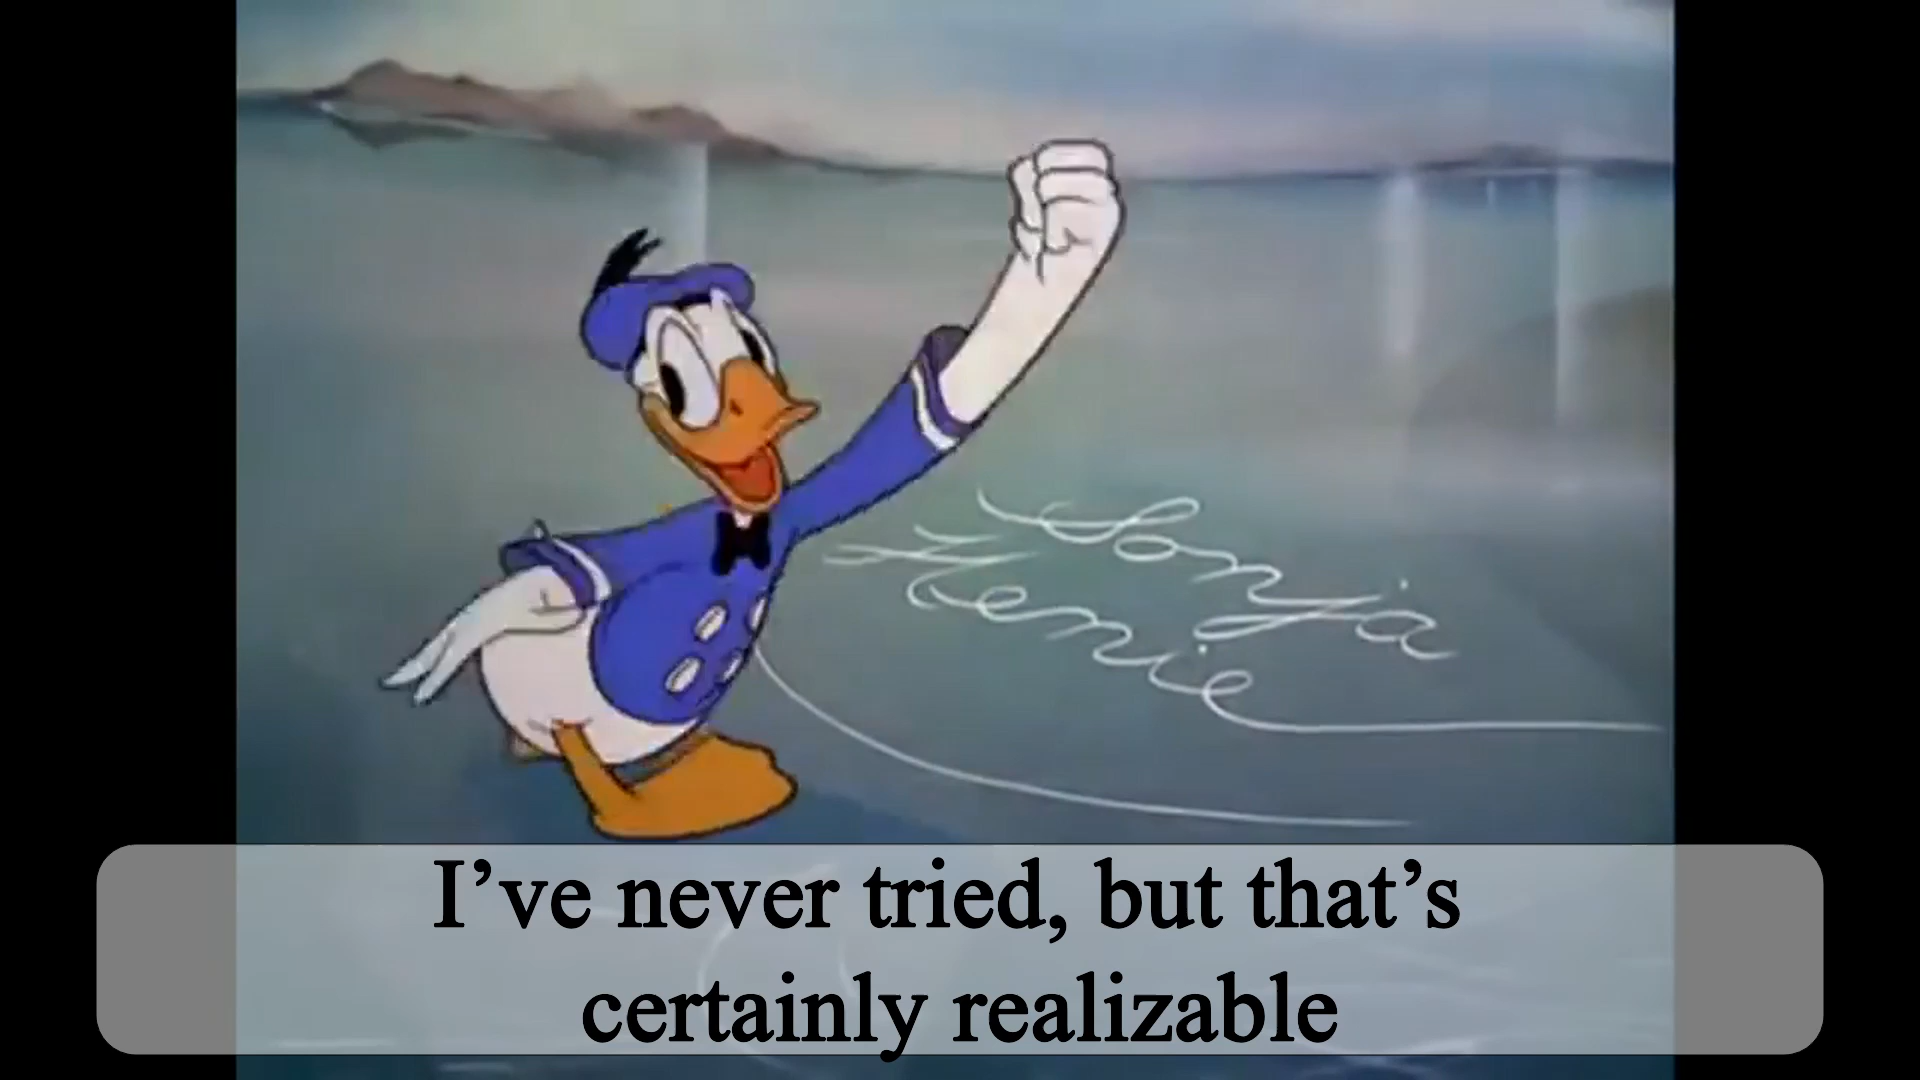 Sonja
Henie
I’ve never tried, but that’s
certainly realizable